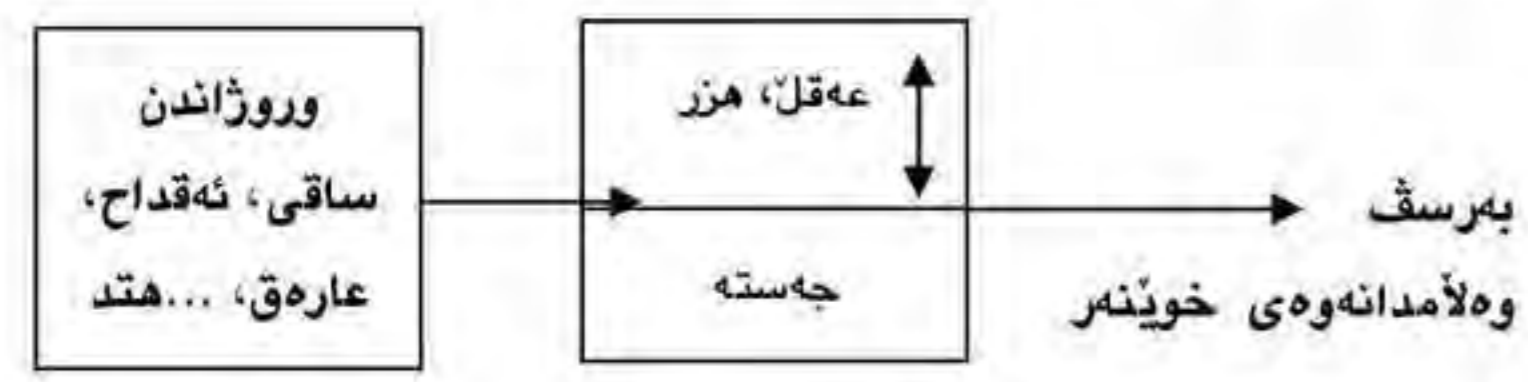 وروژاندن
ساقی، ئەقداح،
عارەق، ...هتد
عەقڵ، هزر
جەستە
بەرسڤ
وەڵامدانەوەی خوێنەر